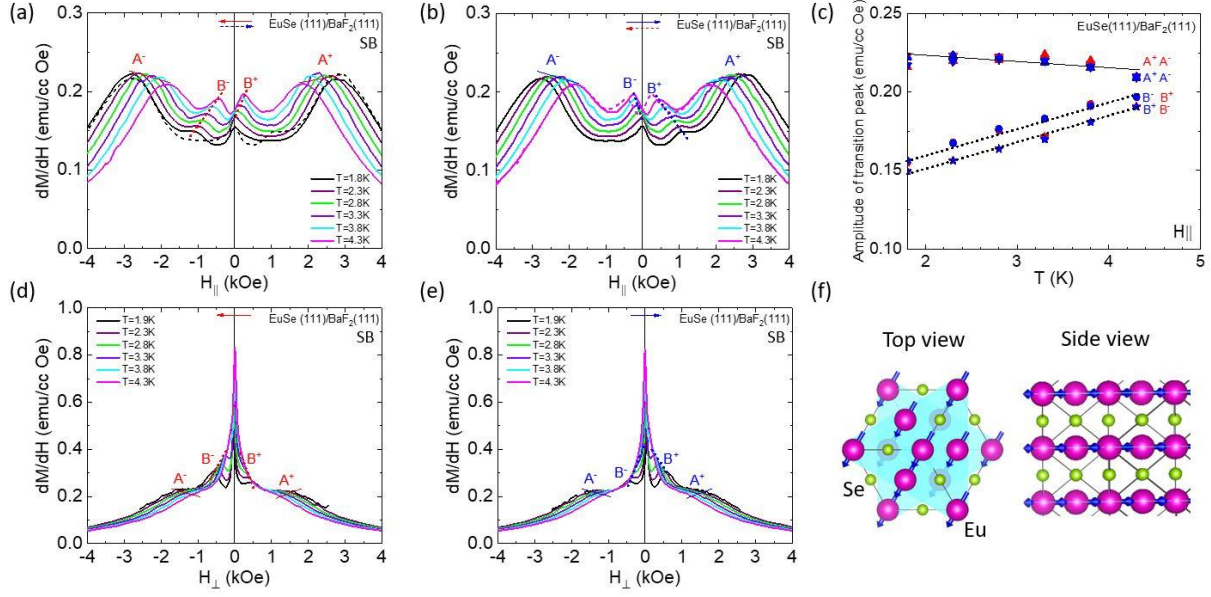 (a)
EuSe (111)/BaF2(111)
SB
A-
B-
B+
A+
dM/dH (emu/cc Oe)
0.3
0.2
0.1
0.0
T=1.8K
T=2.3K
T=2.8K
T=3.3K
T=3.8K
T=4.3K
-4 -3 -2 -1 0 1 2 3 4
H|| (kOe)
(b)
EuSe (111)/BaF2(111)
SB
A-
B-
B+
A+
dM/dH (emu/cc Oe)
0.3
0.2
0.1
0.0
T=1.8K
T=2.3K
T=2.8K
T=3.3K
T=3.8K
T=4.3K
-4 -3 -2 -1 0 1 2 3 4
H|| (kOe)
(c)
EuSe(111)/BaF2(111)
Amplitude of transition peak (emu/cc Oe)
0.25
0.20
0.15
0.10
A+ A-
A+ A-
B- B+
B+ B-
H||
2 3 4 5
T (K)
(d)
EuSe (111)/BaF2(111)
SB
T=1.9K
T=2.3K
T=2.8K
T=3.3K
T=3.8K
T=4.3K
dM/dH (emu/cc Oe)
1.0
0.8
0.6
0.4
0.2
0.0
A-
B-
B+
A+
-4 -3 -2 -1 0 1 2 3 4
H⊥ (kOe)
(e)
EuSe (111)/BaF2(111)
SB
T=1.9K
T=2.3K
T=2.8K
T=3.3K
T=3.8K
T=4.3K
dM/dH (emu/cc Oe)
1.0
0.8
0.6
0.4
0.2
0.0
A-
B-
B+
A+
-4 -3 -2 -1 0 1 2 3 4
H⊥ (kOe)
(f)
Top view
Side view
Se
Eu